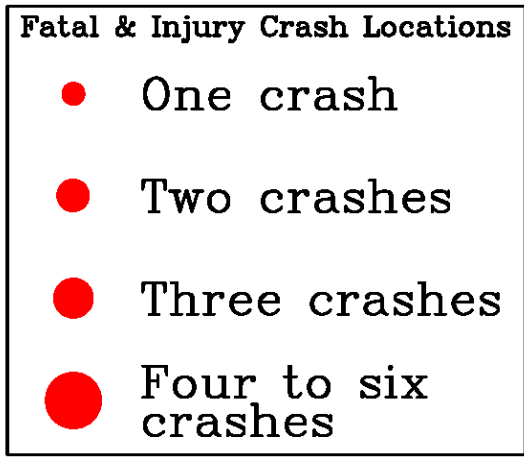 Fatal & Injury Crash Locations
One crash
Two crashes
Three crashes
Four to six
crashes